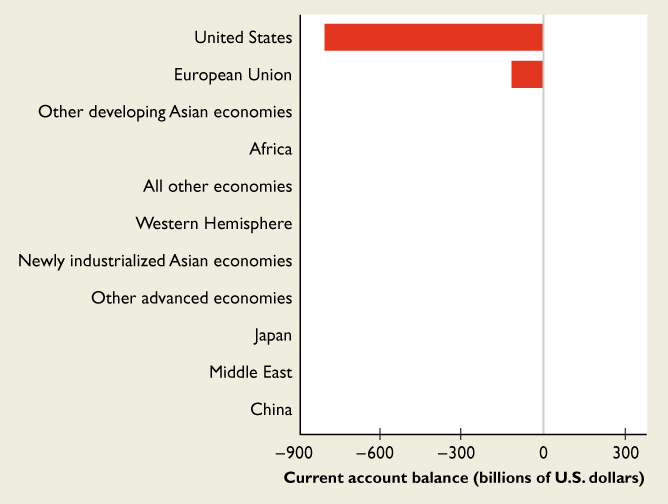 United States
European Union
Other developing Asian economies
Africa
All other economies
Western Hemisphere
Newly industrialized Asian economies
Other advanced economies
Japan
Middle East
China
−900 −600 −300 0 300
Current account balance (billions of U.S. dollars)